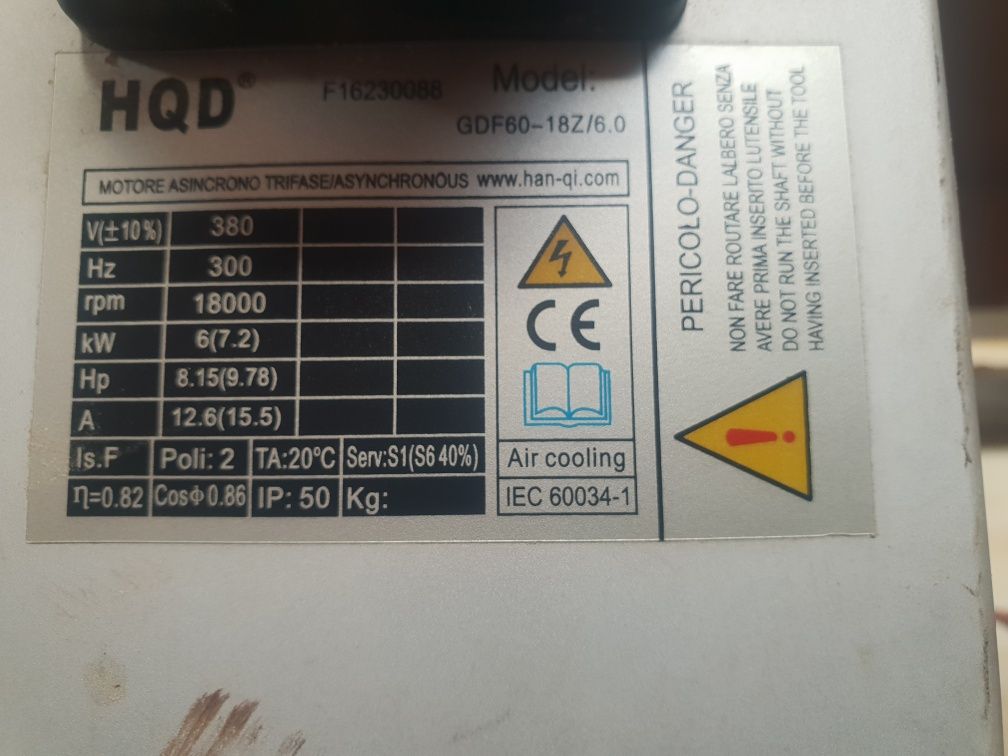 HQD® F16230088 Model:
GDF60-18Z/6.0
MOTORE ASINCRONO TRIFASE/ASYNCHRONOUS www.han-qi.com
V(±10%) 380
Hz 300
rpm 18000
kW 6(7.2)
Hp 8.15(9.78)
A 12.6(15.5)
Is.F Poli: 2 TA:20°C Serv:S1(S6 40%)
η=0.82 CosΦ0.86 IP: 50 Kg:
CE
Air cooling
IEC 60034-1
PERICOLO-DANGER
NON FARE ROUTARE LALBERO SENZA
AVERE PRIMA INSERITO LUTENSILE
DO NOT RUN THE SHAFT WITHOUT
HAVING INSERTED BEFORE THE TOOL